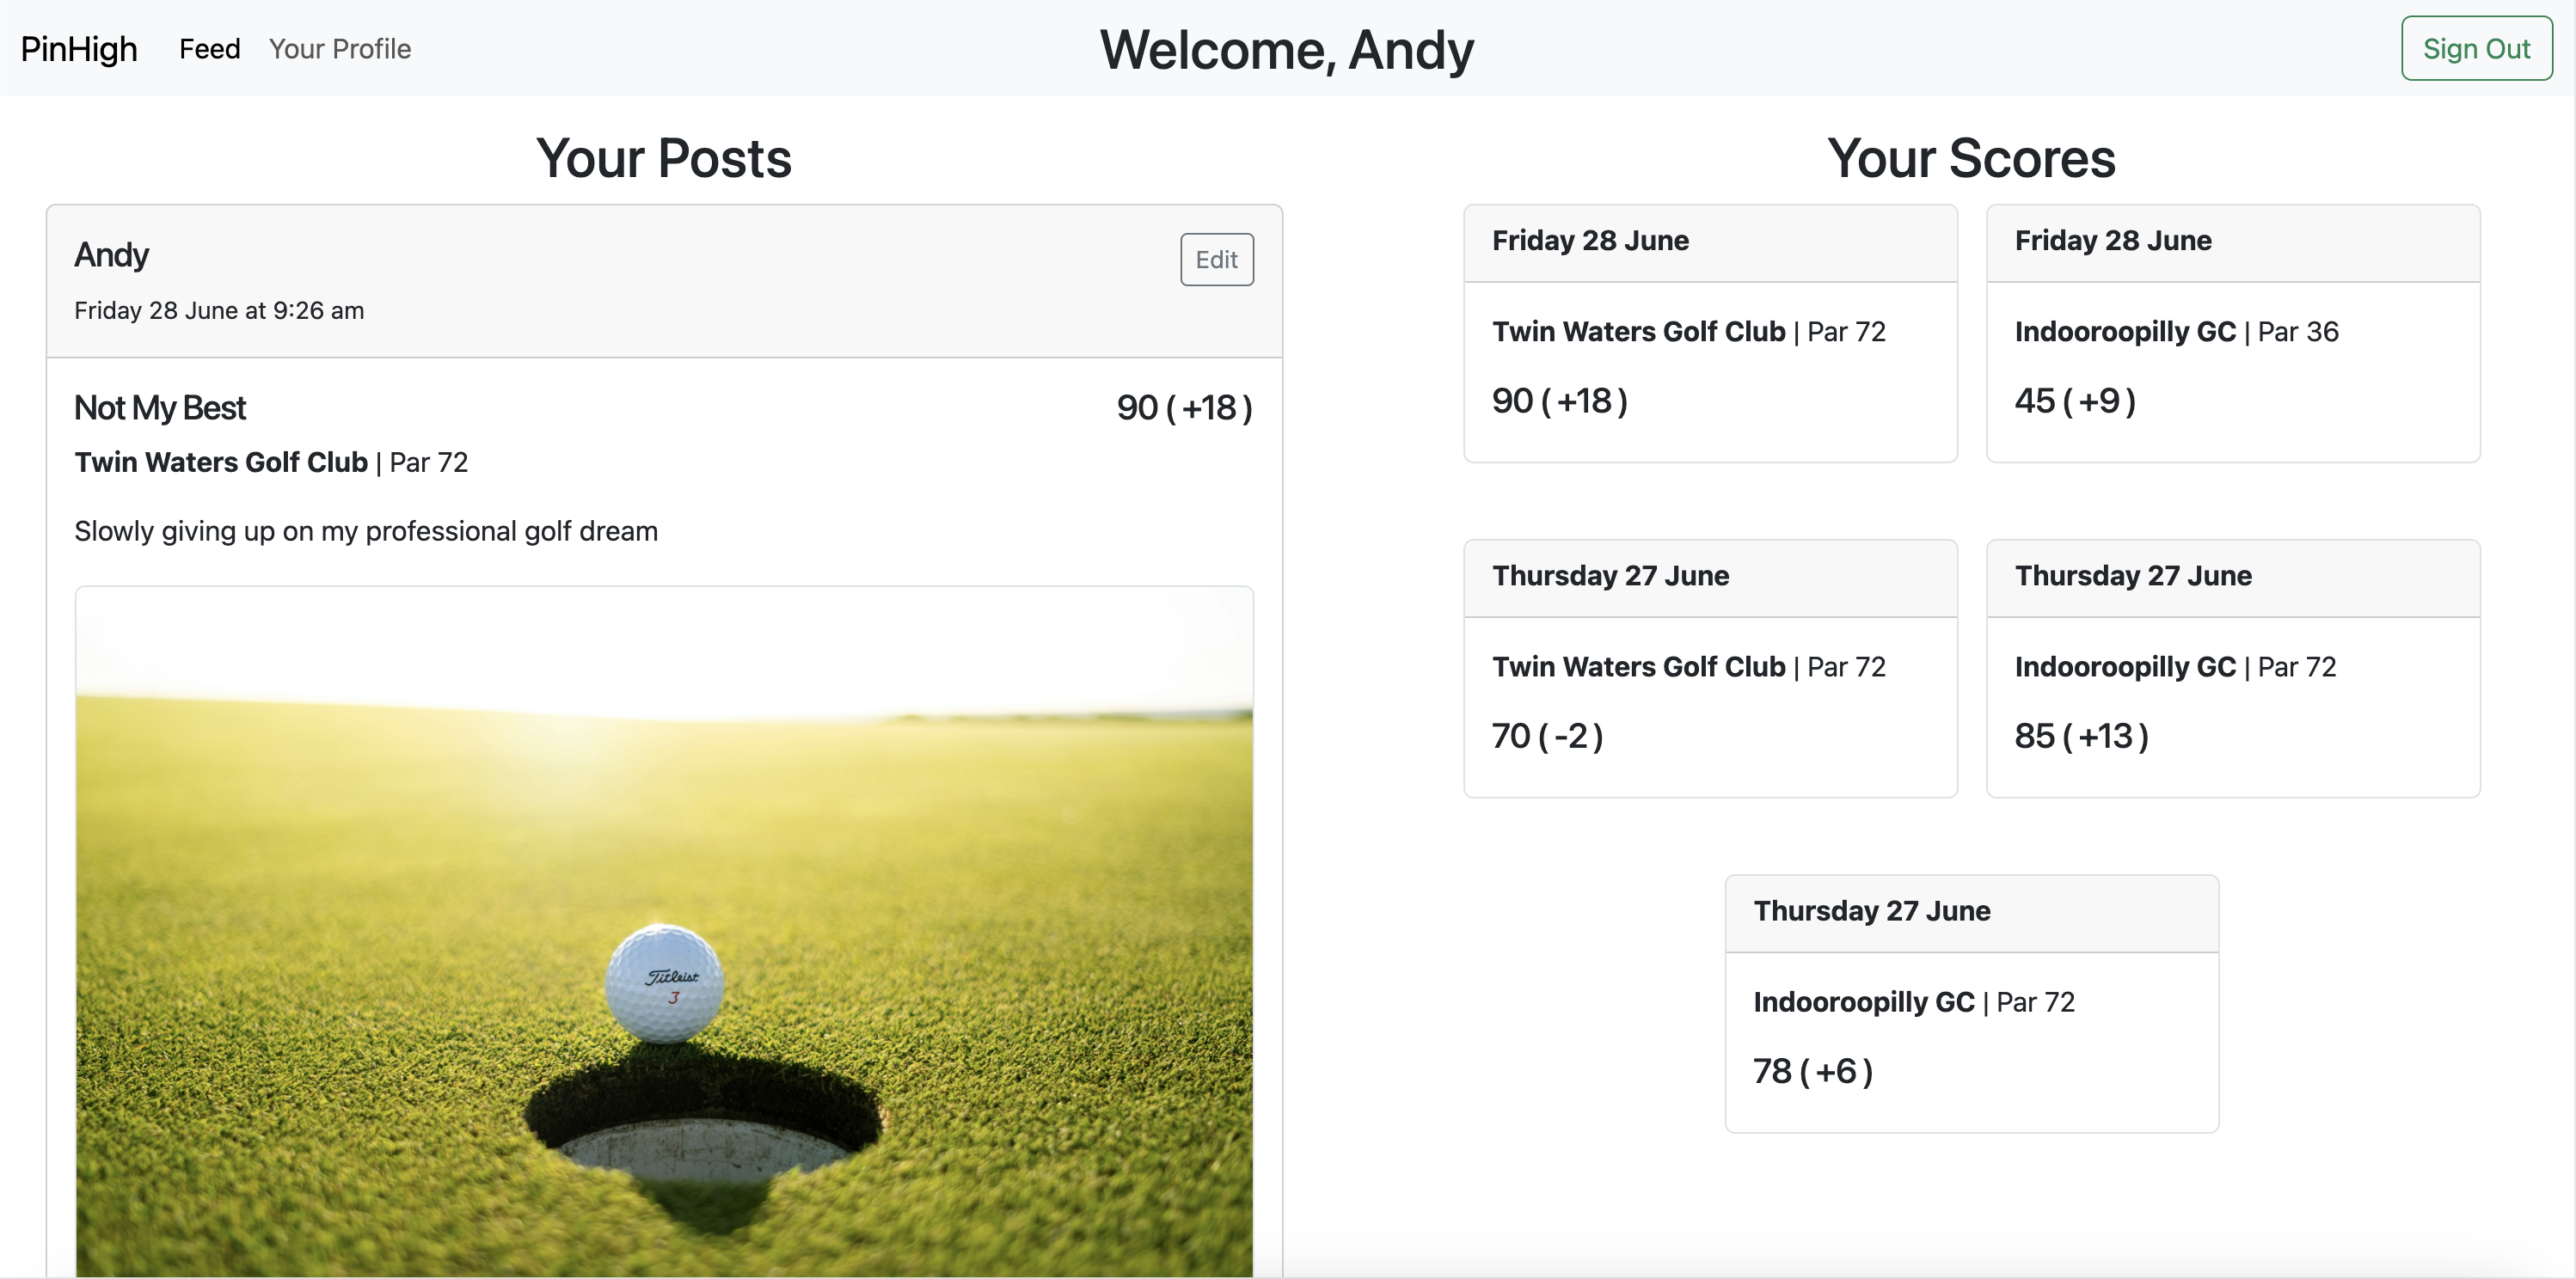 PinHigh Feed Your Profile Welcome, Andy Sign Out
Your Posts
Andy
Edit
Friday 28 June at 9:26 am
Not My Best 90 ( +18 )
Twin Waters Golf Club | Par 72
Slowly giving up on my professional golf dream
Titleist
3
Your Scores
Friday 28 June
Twin Waters Golf Club | Par 72
90 ( +18 )
Friday 28 June
Indooroopilly GC | Par 36
45 ( +9 )
Thursday 27 June
Twin Waters Golf Club | Par 72
70 ( -2 )
Thursday 27 June
Indooroopilly GC | Par 72
85 ( +13 )
Thursday 27 June
Indooroopilly GC | Par 72
78 ( +6 )